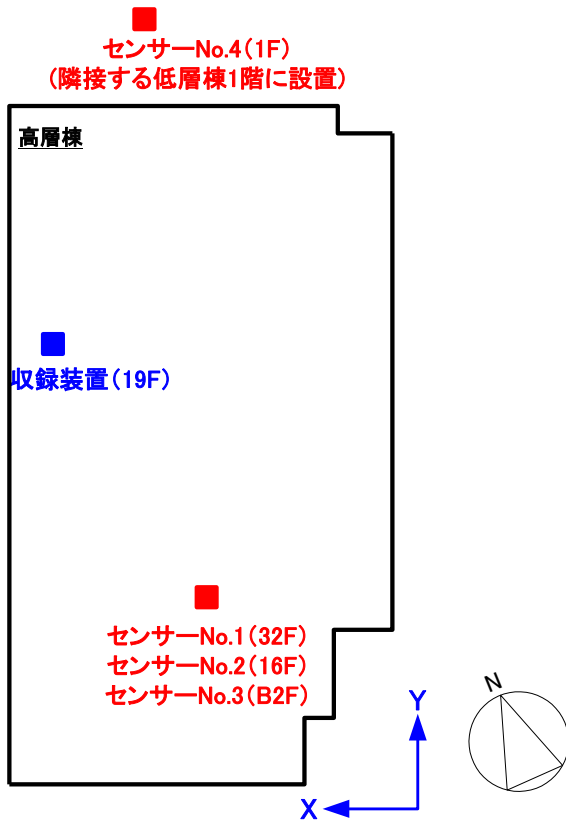 センサーNo.4(1F)
(隣接する低層棟1階に設置)
高層棟
収録装置(19F)
センサーNo.1(32F)
センサーNo.2(16F)
センサーNo.3(B2F)
Y
X
N